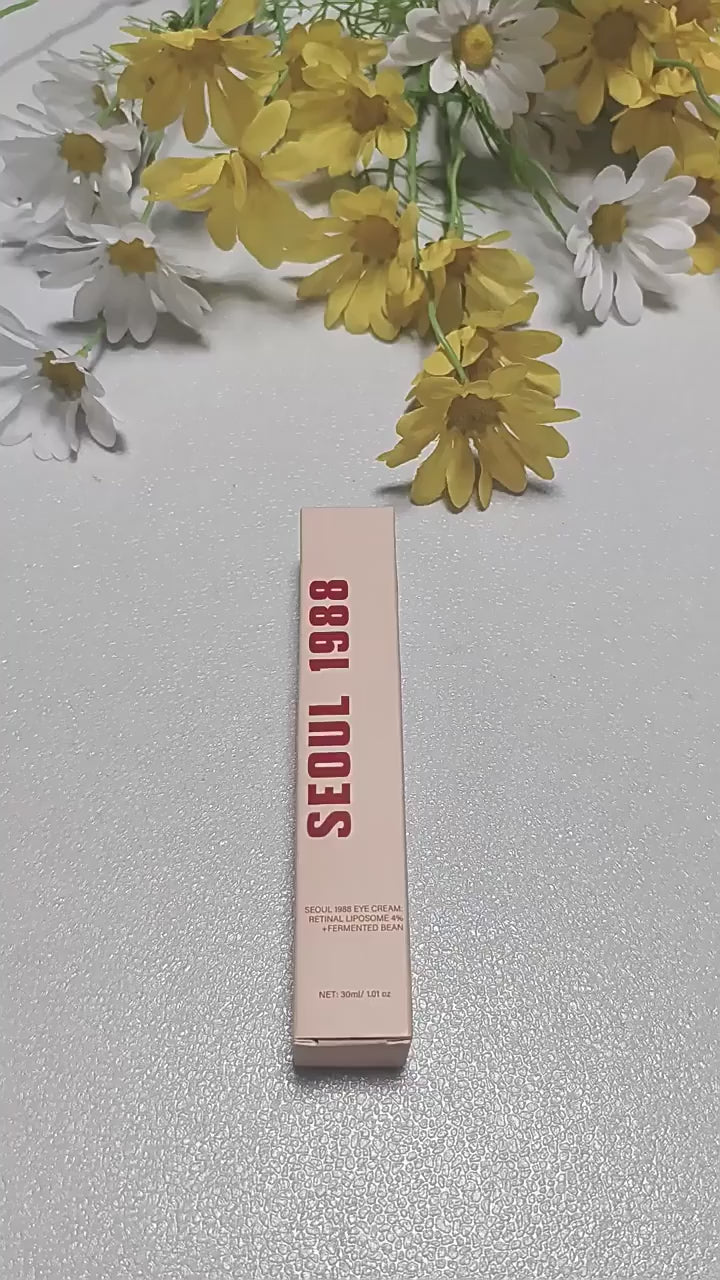 SEOUL 1988
SEOUL 1988 EYE CREAM:
RETINAL LIPOSOME 4%
+FERMENTED BEAN
NET: 30ml/ 1.01 oz